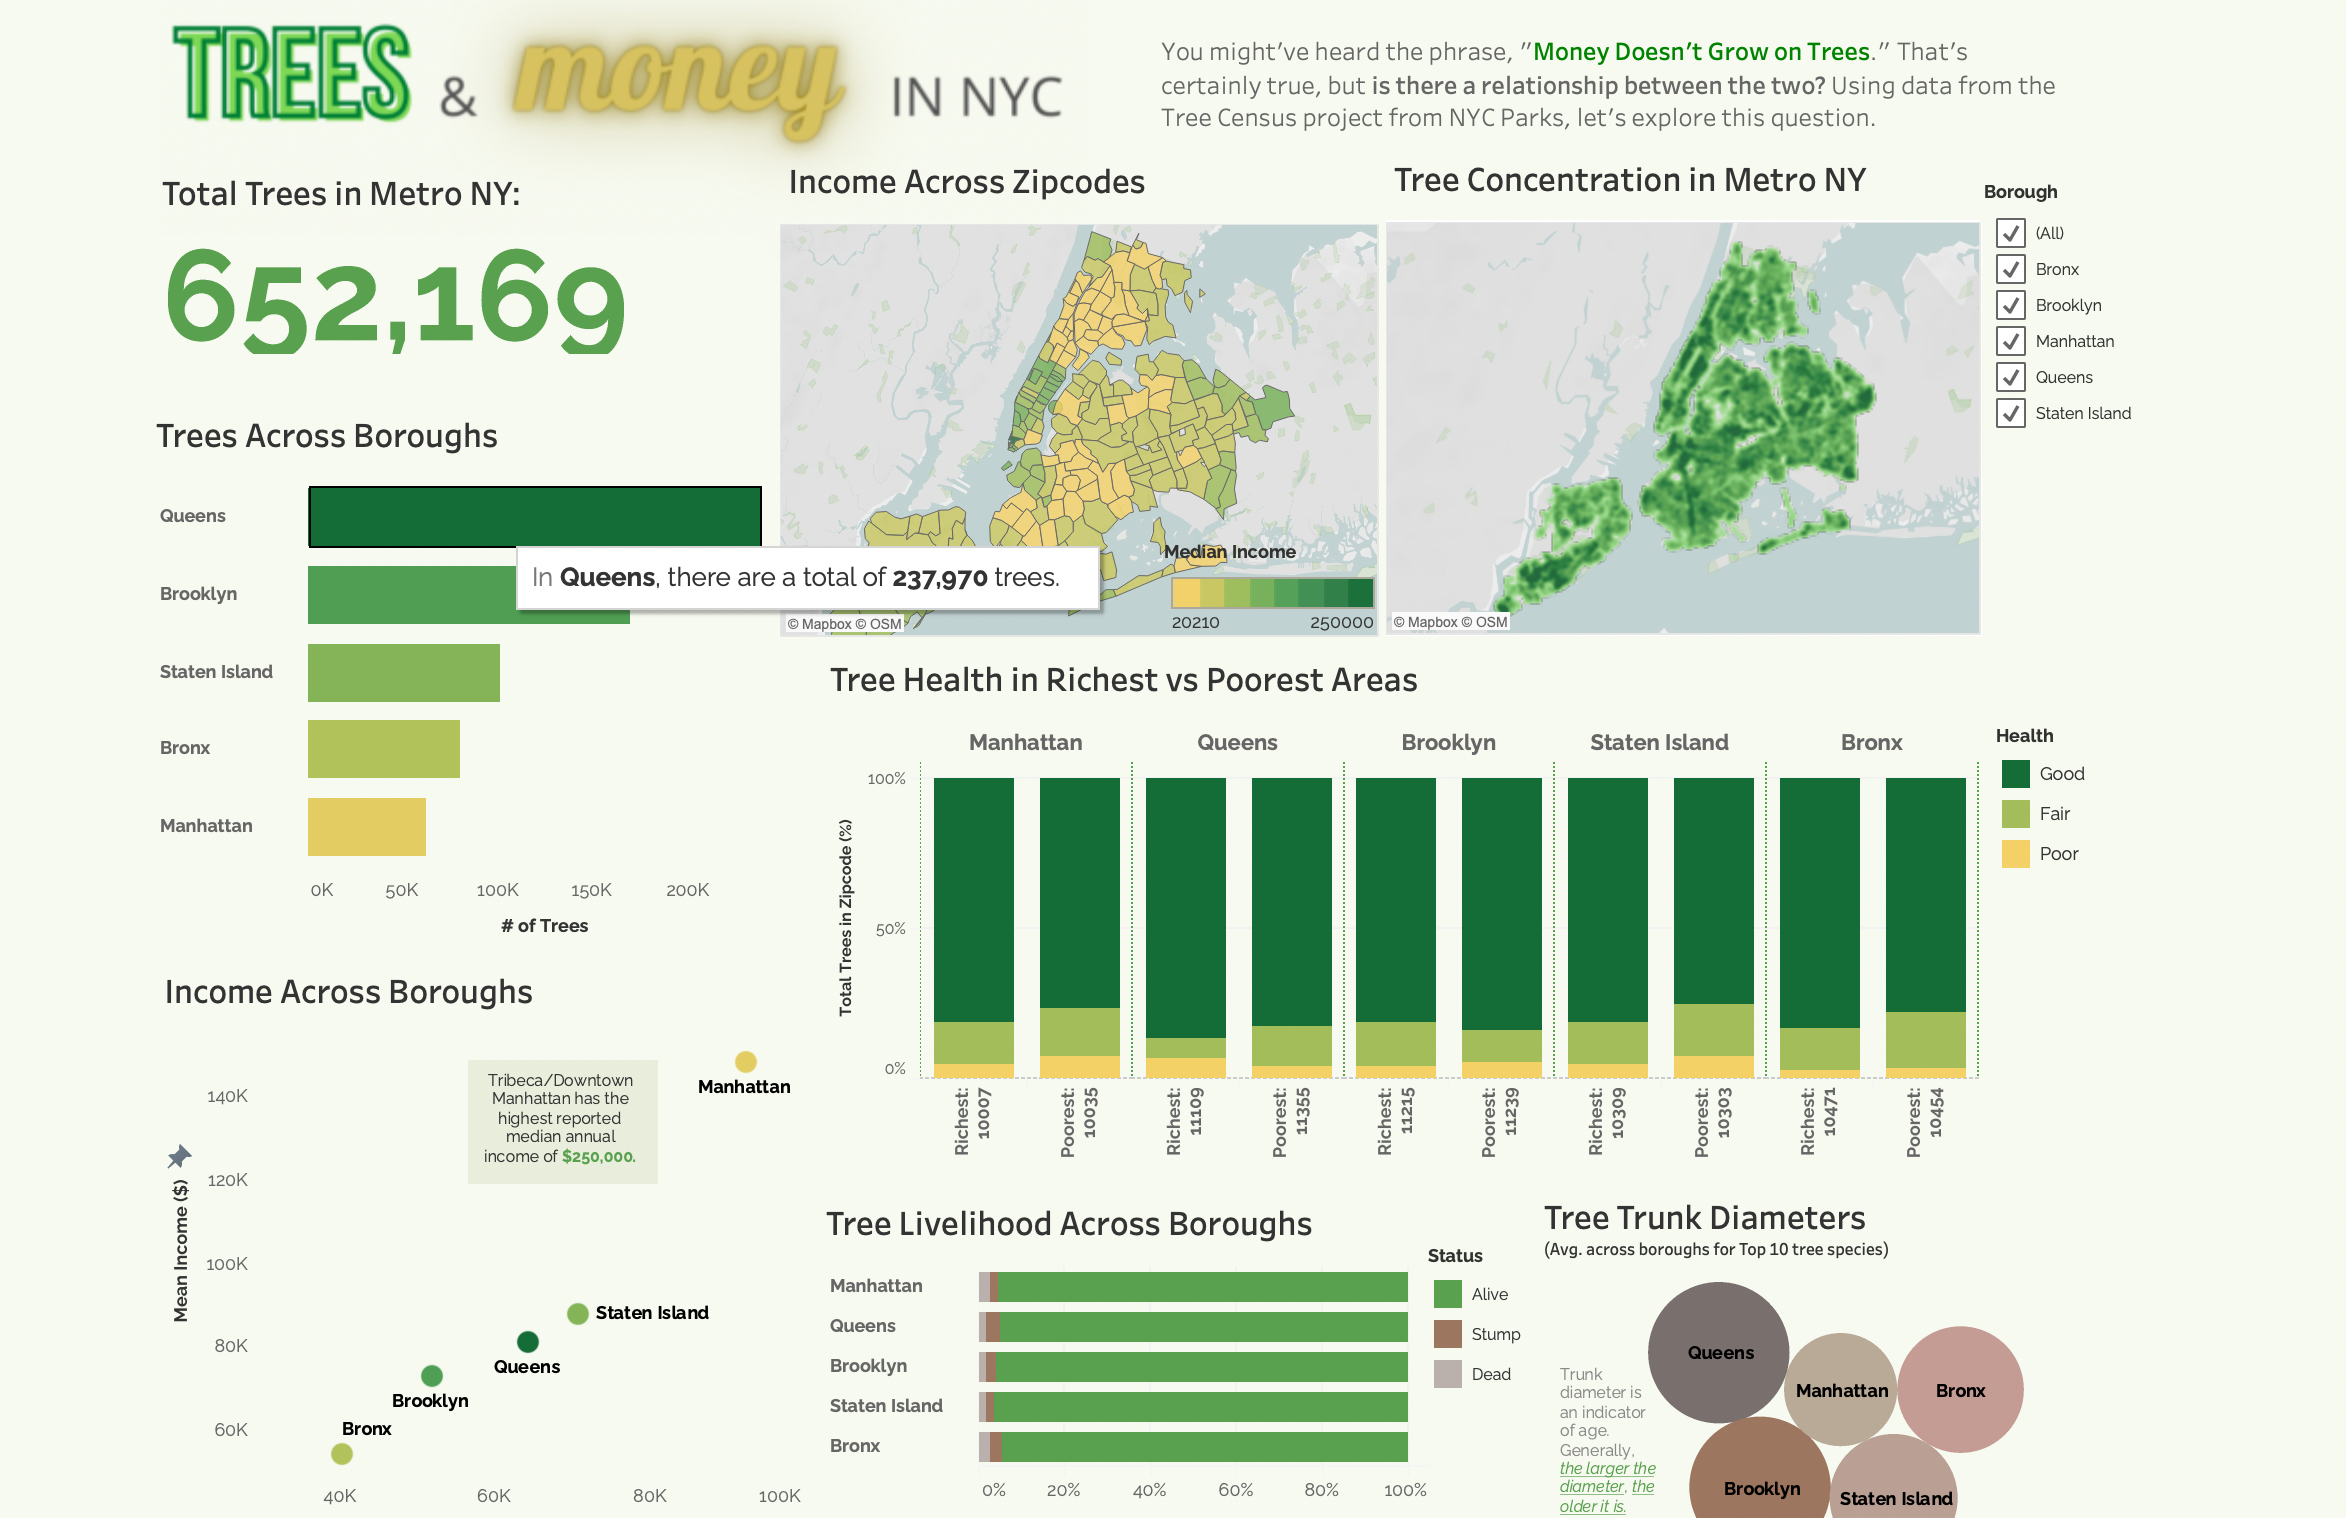 TREES & money IN NYC
You might've heard the phrase, "Money Doesn't Grow on Trees." That's
certainly true, but is there a relationship between the two? Using data from the
Tree Census project from NYC Parks, let's explore this question.
Total Trees in Metro NY:
652,169
Trees Across Boroughs
Queens
Brooklyn
Staten Island
Bronx
Manhattan
0K 50K 100K 150K 200K
# of Trees
In Queens, there are a total of 237,970 trees.
Income Across Zipcodes
Median Income
20210 250000
© Mapbox © OSM
Tree Concentration in Metro NY
© Mapbox © OSM
Borough
(All)
Bronx
Brooklyn
Manhattan
Queens
Staten Island
Tree Health in Richest vs Poorest Areas
Manhattan Queens Brooklyn Staten Island Bronx
Total Trees in Zipcode (%)
100%
50%
0%
Richest: 10007
Poorest: 10035
Richest: 11109
Poorest: 11355
Richest: 11215
Poorest: 11239
Richest: 10309
Poorest: 10303
Richest: 10471
Poorest: 10454
Health
Good
Fair
Poor
Income Across Boroughs
Mean Income ($)
140K
120K
100K
80K
60K
Tribeca/Downtown
Manhattan has the
highest reported
median annual
income of $250,000.
Manhattan
Staten Island
Queens
Brooklyn
Bronx
40K 60K 80K 100K
Tree Livelihood Across Boroughs
Manhattan
Queens
Brooklyn
Staten Island
Bronx
0% 20% 40% 60% 80% 100%
Status
Alive
Stump
Dead
Tree Trunk Diameters
(Avg. across boroughs for Top 10 tree species)
Trunk
diameter is
an indicator
of age.
Generally,
the larger the
diameter, the
older it is.
Queens
Manhattan
Bronx
Brooklyn
Staten Island